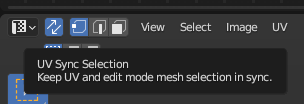 View Select Image UV
UV Sync Selection
Keep UV and edit mode mesh selection in sync.